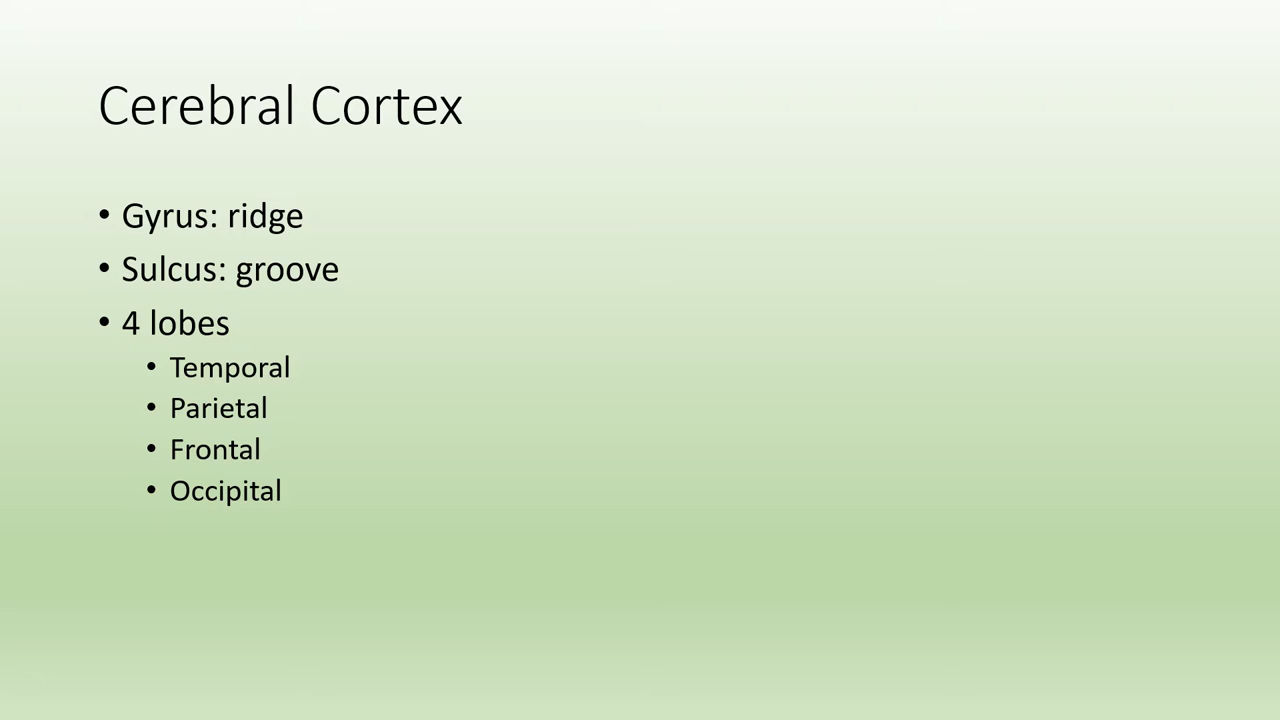 Cerebral Cortex
• Gyrus: ridge
• Sulcus: groove
• 4 lobes
• Temporal
• Parietal
• Frontal
• Occipital